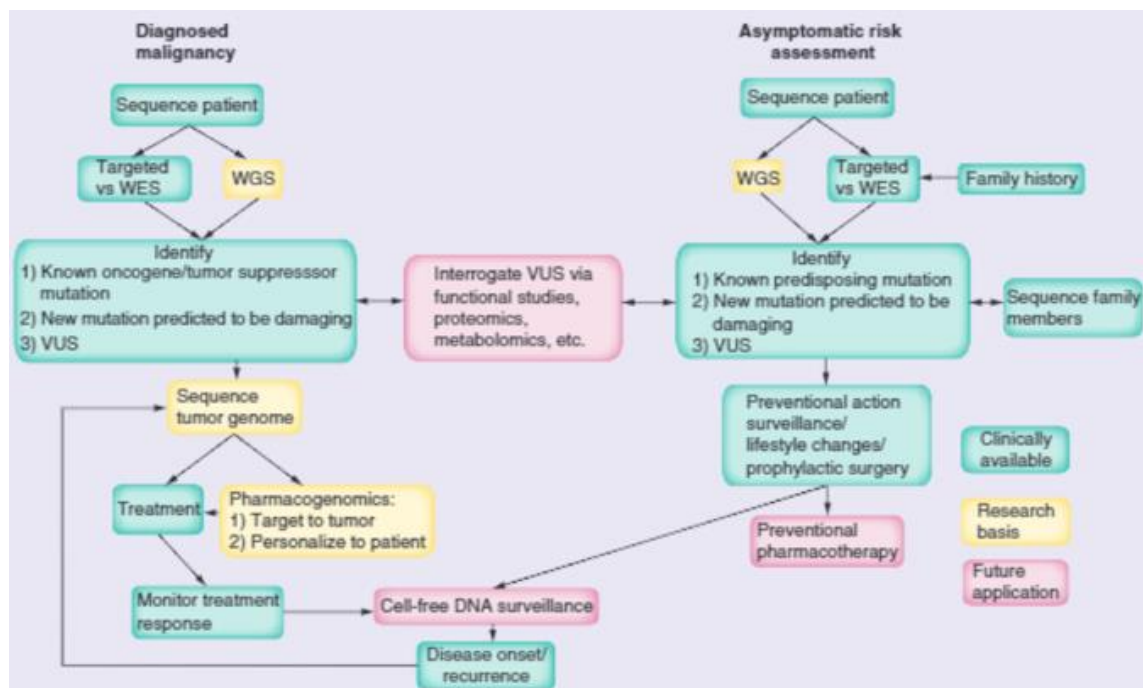 Diagnosed
malignancy
Sequence patient
Targeted
vs WES
WGS
Identify
1) Known oncogene/tumor suppresssor
mutation
2) New mutation predicted to be damaging
3) VUS
Sequence
tumor genome
Treatment
Pharmacogenomics:
1) Target to tumor
2) Personalize to patient
Monitor treatment
response
Interrogate VUS via
functional studies,
proteomics,
metabolomics, etc.
Cell-free DNA surveillance
Disease onset/
recurrence
Asymptomatic risk
assessment
Sequence patient
WGS
Targeted
vs WES
Family history
Identify
1) Known predisposing mutation
2) New mutation predicted to be
damaging
3) VUS
Sequence family
members
Preventional action
surveillance/
lifestyle changes/
prophylactic surgery
Preventional
pharmacotherapy
Clinically
available
Research
basis
Future
application